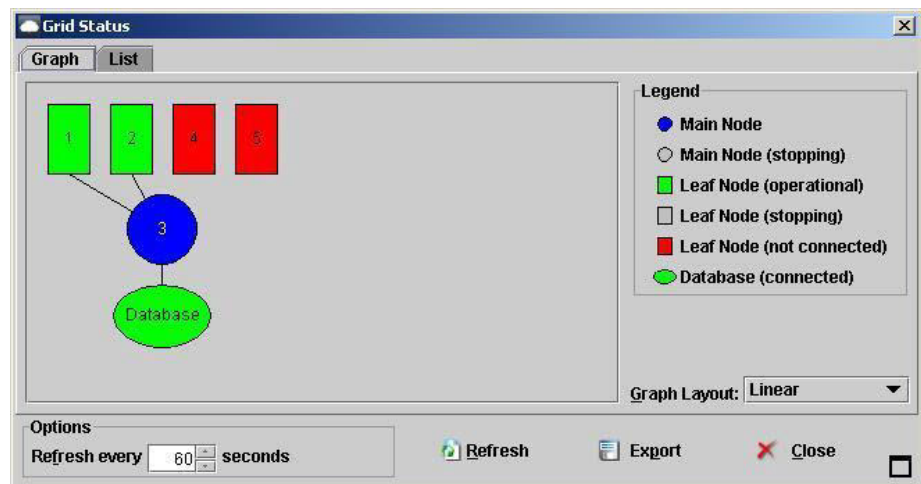 Grid Status
Graph List
1 2 4 5
3
Database
Legend
Main Node
Main Node (stopping)
Leaf Node (operational)
Leaf Node (stopping)
Leaf Node (not connected)
Database (connected)
Graph Layout: Linear
Options
Refresh every 60 seconds
Refresh Export Close